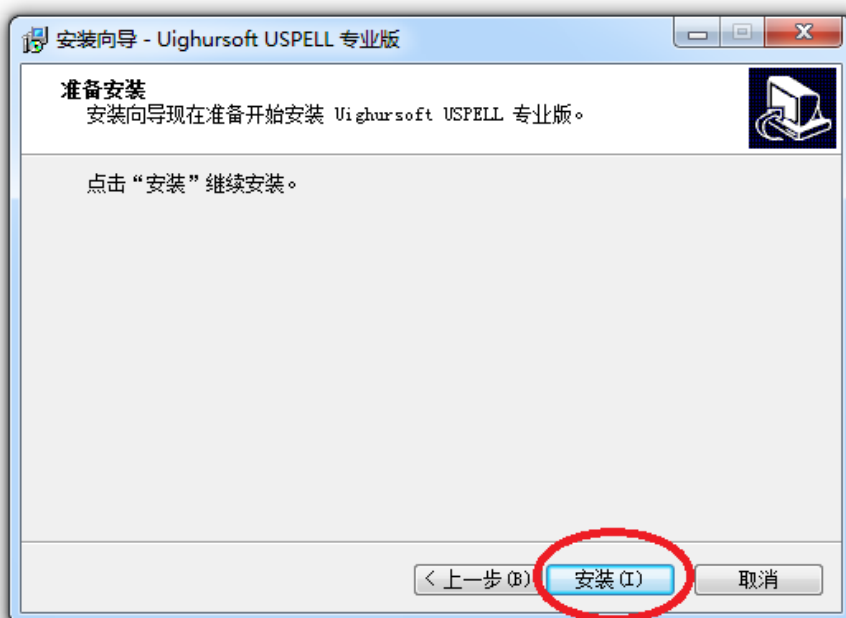 安装向导 - Uighursoft USPELL 专业版
准备安装
安装向导现在准备开始安装 Uighursoft USPELL 专业版。
点击“安装”继续安装。
< 上一步(B)
安装(I)
取消